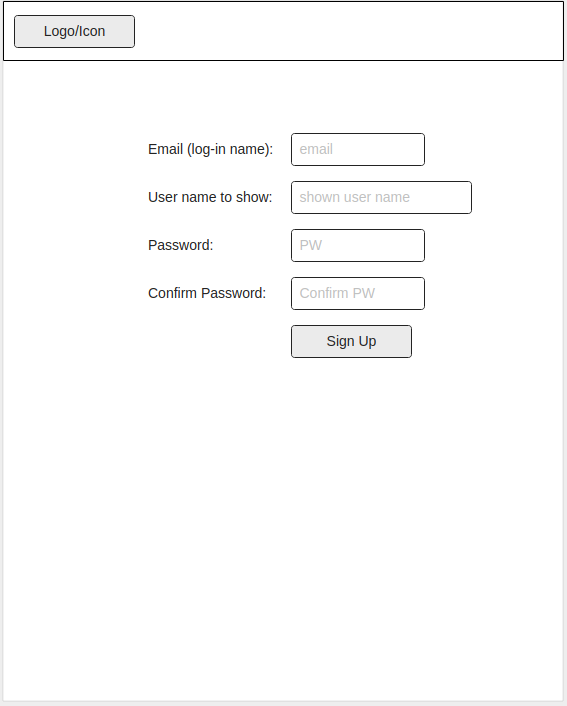 Logo/Icon
Email (log-in name): email
User name to show: shown user name
Password: PW
Confirm Password: Confirm PW
Sign Up